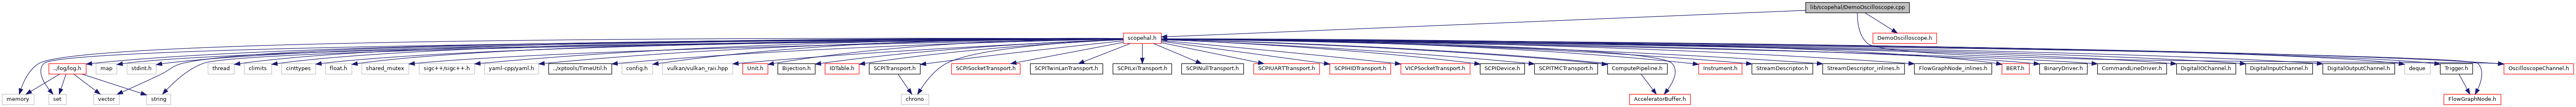 lib/scopehal/DemoOscilloscope.cpp
scopehal.h
DemoOscilloscope.h
../log/log.h
map
stdint.h
thread
climits
cinttypes
float.h
shared_mutex
sigc++/sigc++.h
yaml-cpp/yaml.h
../xptools/TimeUtil.h
config.h
vulkan/vulkan_raii.hpp
Unit.h
Bijection.h
IDTable.h
SCPITransport.h
SCPISocketTransport.h
SCPITwinLanTransport.h
SCPILxiTransport.h
SCPINullTransport.h
SCPIUARTTransport.h
SCPIHIDTransport.h
VICPSocketTransport.h
SCPIDevice.h
SCPITMCTransport.h
ComputePipeline.h
Instrument.h
StreamDescriptor.h
StreamDescriptor_inlines.h
FlowGraphNode_inlines.h
BERT.h
BinaryDriver.h
CommandLineDriver.h
DigitalIOChannel.h
DigitalInputChannel.h
DigitalOutputChannel.h
deque
Trigger.h
OscilloscopeChannel.h
memory
set
vector
string
chrono
AcceleratorBuffer.h
FlowGraphNode.h